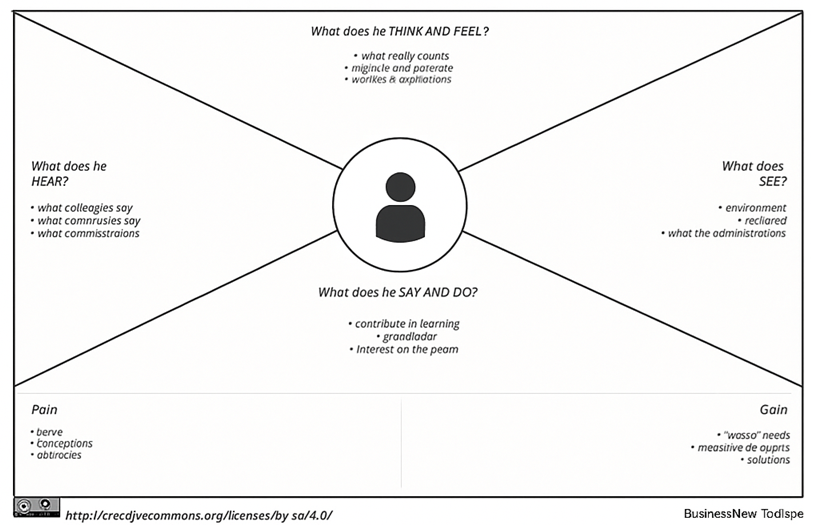 What does he THINK AND FEEL?
• what really counts
• migincle and poterate
• worlkes & axpliations
What does he
HEAR?
• what colleagies say
• what comnrusies say
• what commisstraions
What does
SEE?
• environment
• recliared
• what the administrations
What does he SAY AND DO?
• contribute in learning
• grandladar
• Interest on the peam
Pain
• berve
• conceptions
• abtirocies
Gain
• "wosso" needs
• measitive de ouprts
• solutions
http://crecdjvecommons.org/licenses/by sa/4.0/
BusinessNew Todlspe